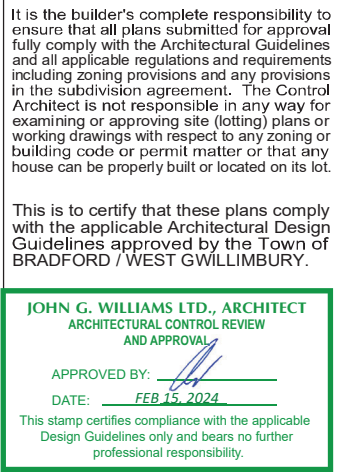 It is the builder's complete responsibility to
ensure that all plans submitted for approval
fully comply with the Architectural Guidelines
and all applicable regulations and requirements
including zoning provisions and any provisions
in the subdivision agreement. The Control
Architect is not responsible in any way for
examining or approving site (lotting) plans or
working drawings with respect to any zoning or
building code or permit matter or that any
house can be properly built or located on its lot.
This is to certify that these plans comply
with the applicable Architectural Design
Guidelines approved by the Town of
BRADFORD / WEST GWILLIMBURY.
JOHN G. WILLIAMS LTD., ARCHITECT
ARCHITECTURAL CONTROL REVIEW
AND APPROVAL
APPROVED BY:
DATE: FEB 15, 2024
This stamp certifies compliance with the applicable
Design Guidelines only and bears no further
professional responsibility.